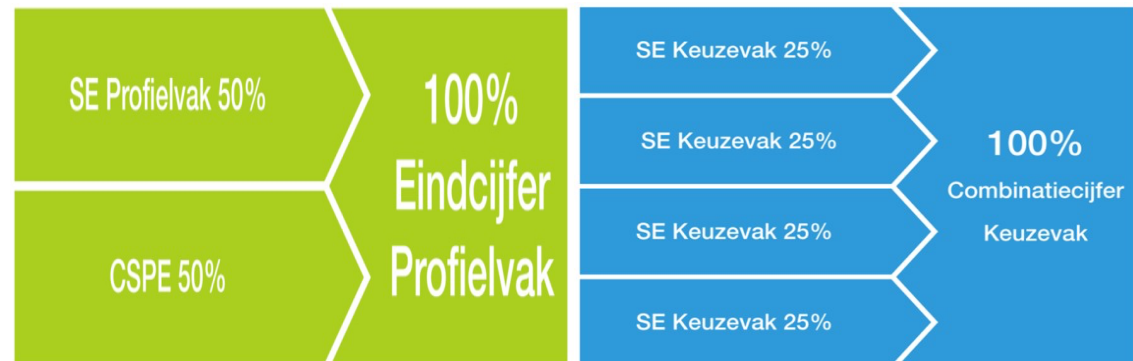 SE Profielvak 50%
CSPE 50%
100%
Eindcijfer
Profielvak
SE Keuzevak 25%
SE Keuzevak 25%
SE Keuzevak 25%
SE Keuzevak 25%
100%
Combinatiecijfer
Keuzevak